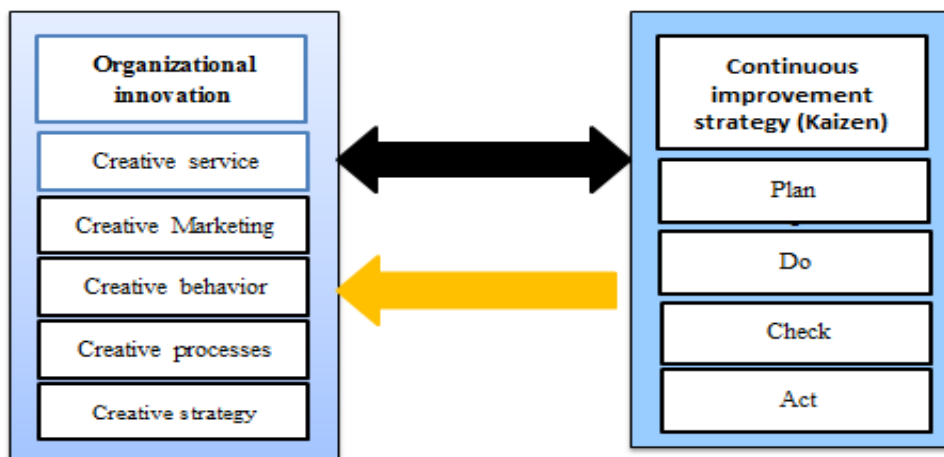 Organizational
innovation
Creative service
Creative Marketing
Creative behavior
Creative processes
Creative strategy
Continuous
improvement
strategy (Kaizen)
Plan
Do
Check
Act